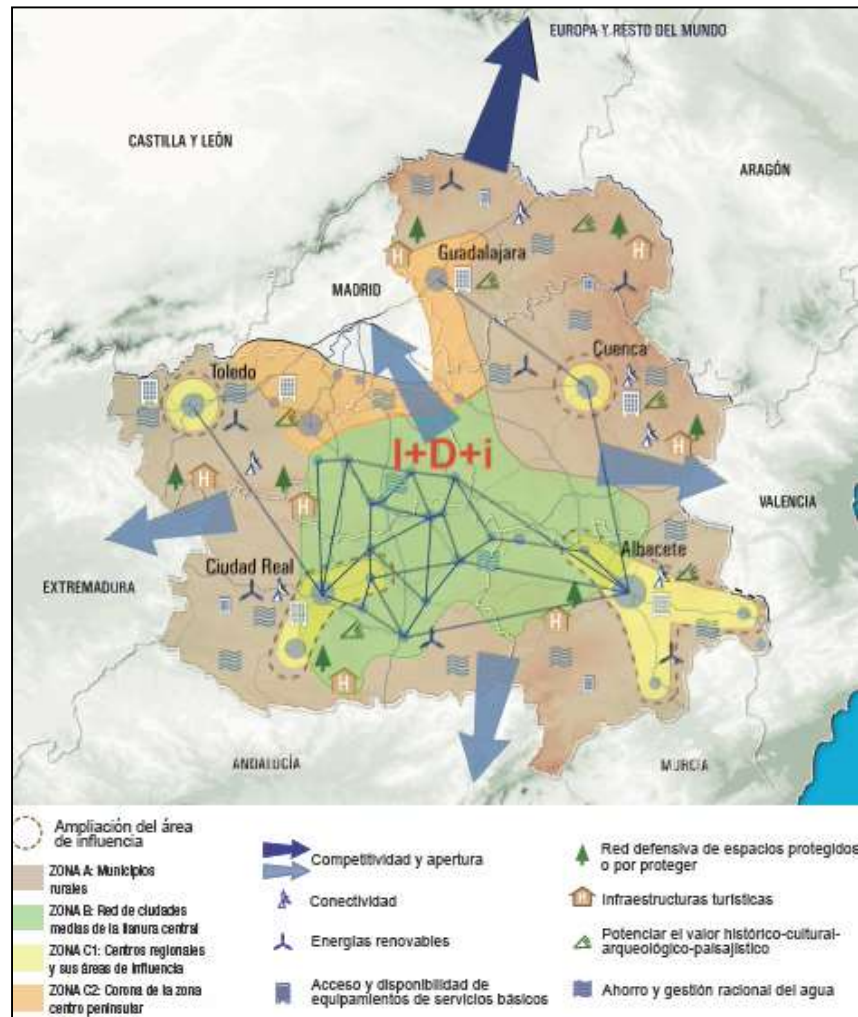 EUROPA Y RESTO DEL MUNDO
CASTILLA Y LEÓN
ARAGÓN
Guadalajara
MADRID
Toledo
Cuenca
I+D+i
VALENCIA
Ciudad Real
Albacete
EXTREMADURA
ANDALUCÍA
MURCIA
H
H
H
H
H
H
H
Ampliación del área
de influencia
ZONA A: Municipios
rurales
ZONA B: Red de ciudades
medias de la llanura central
ZONA C1: Centros regionales
y sus áreas de influencia
ZONA C2: Corona de la zona
centro peninsular
Competitividad y apertura
Conectividad
Energías renovables
Acceso y disponibilidad de
equipamientos de servicios básicos
Red defensiva de espacios protegidos
o por proteger
H Infraestructuras turísticas
Potenciar el valor histórico-cultural-
arqueológico-paisajístico
Ahorro y gestión racional del agua